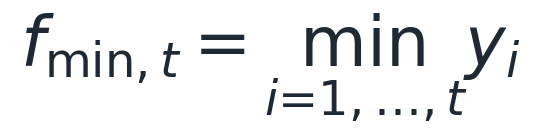 f_{min, t} = min_{i=1, ..., t} y_i